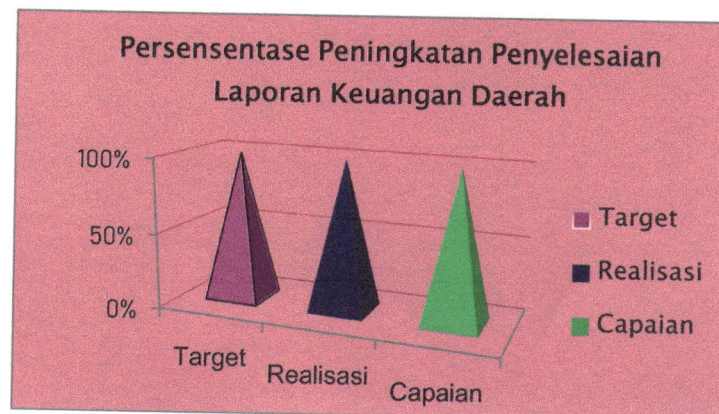 Persensentase Peningkatan Penyelesaian
Laporan Keuangan Daerah
100%
50%
0%
Target
Realisasi
Capaian
Target
Realisasi
Capaian